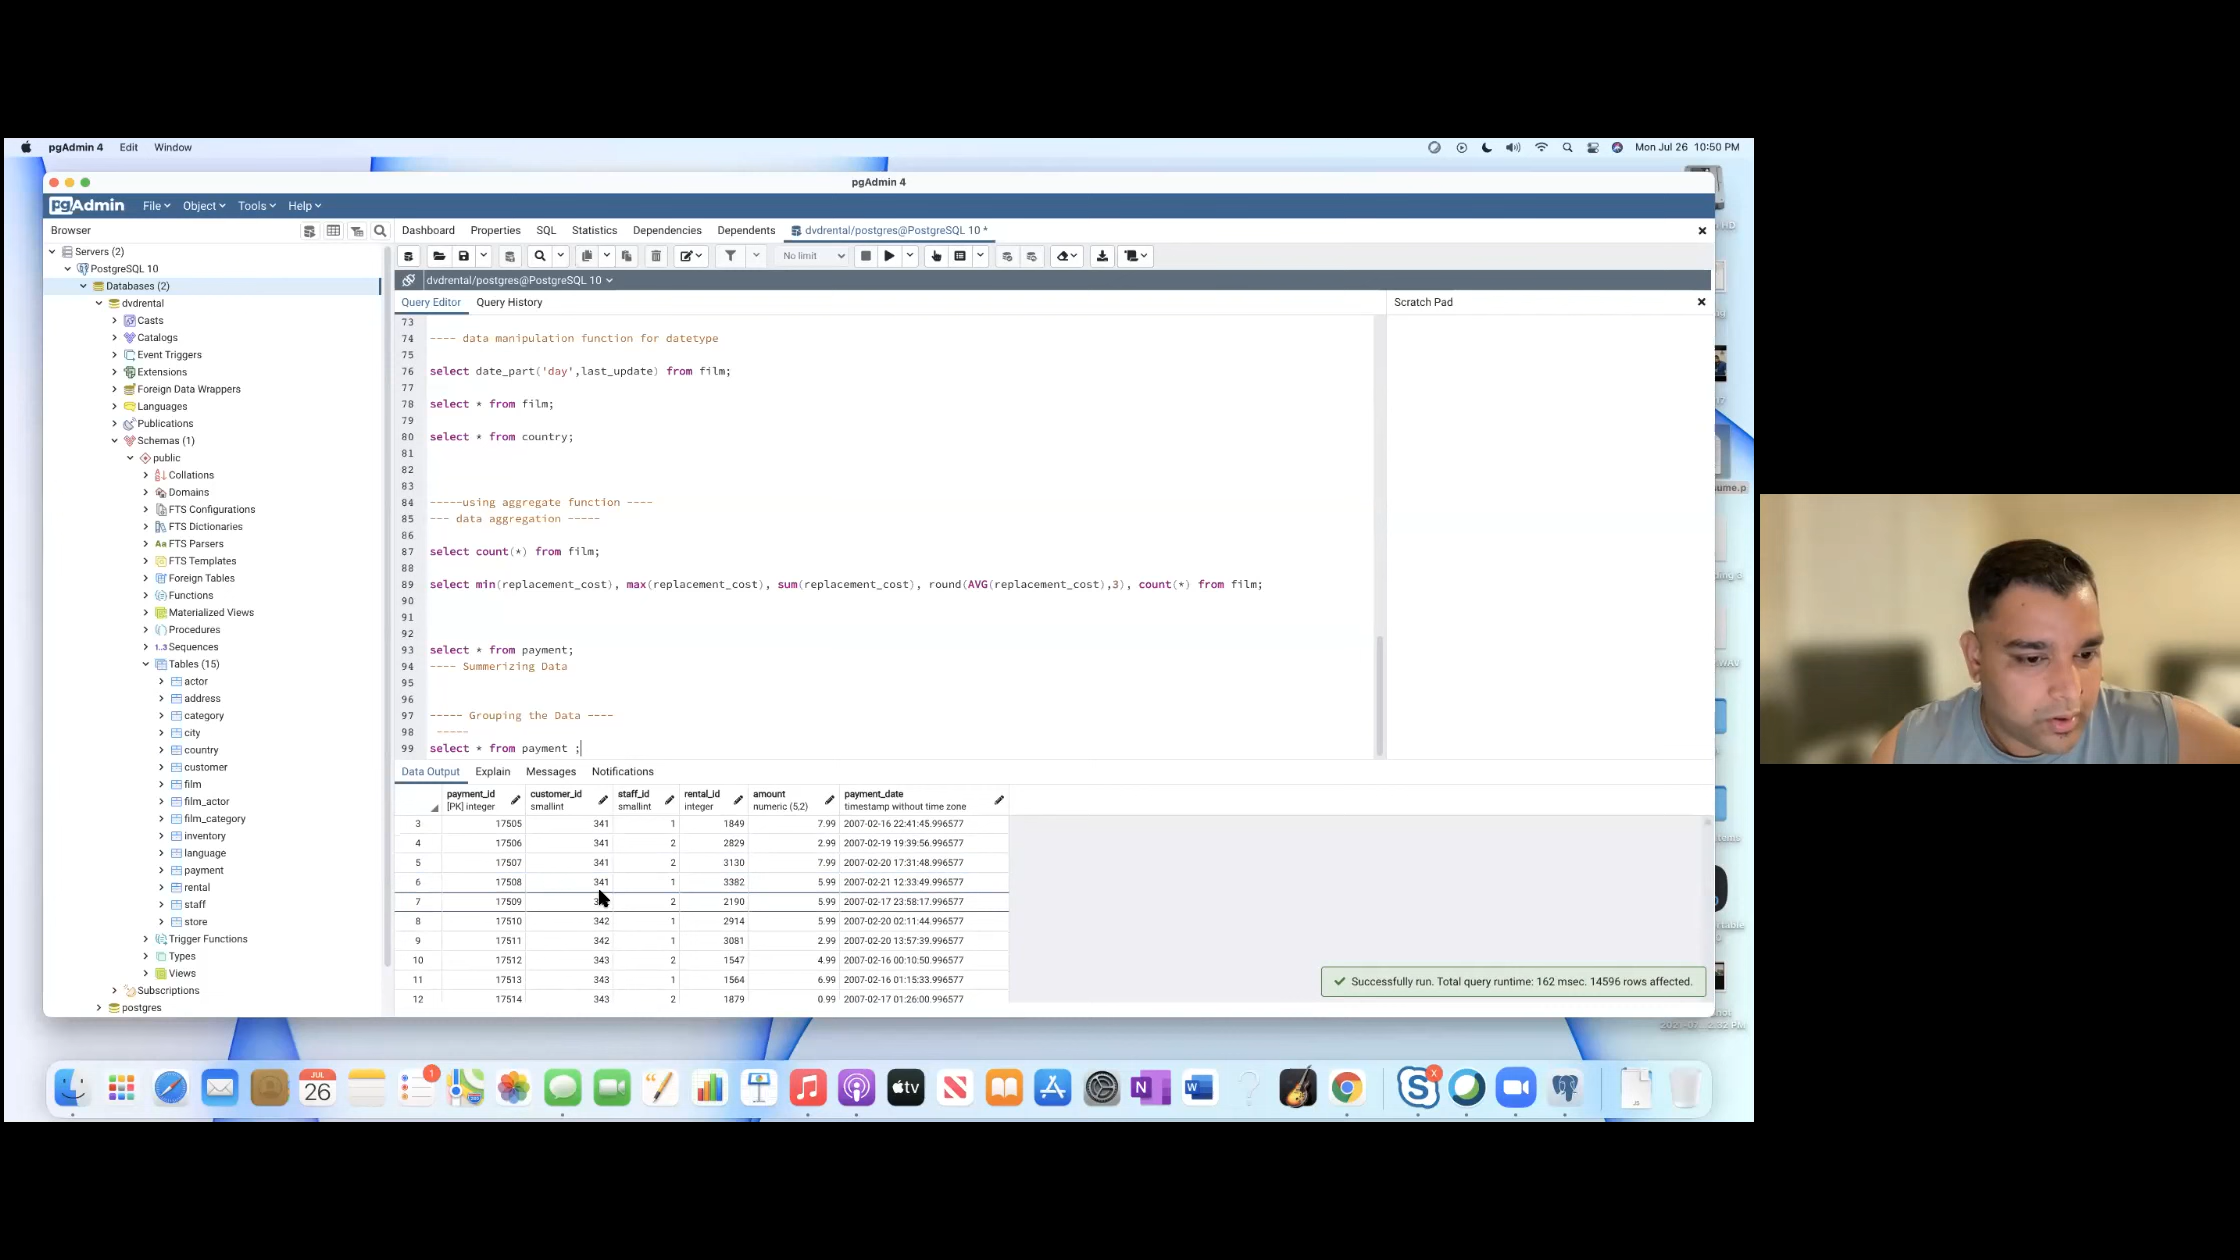 pgAdmin 4 Edit Window
Mon Jul 26 10:50 PM
pgAdmin 4
pgAdmin File Object Tools Help
Browser
Dashboard Properties SQL Statistics Dependencies Dependents dvdrental/postgres@PostgreSQL 10 *
No limit
dvdrental/postgres@PostgreSQL 10
Query Editor Query History
Scratch Pad
Servers (2)
PostgreSQL 10
Databases (2)
dvdrental
Casts
Catalogs
Event Triggers
Extensions
Foreign Data Wrappers
Languages
Publications
Schemas (1)
public
Collations
Domains
FTS Configurations
FTS Dictionaries
Aa FTS Parsers
FTS Templates
Foreign Tables
Functions
Materialized Views
Procedures
1..3 Sequences
Tables (15)
actor
address
category
city
country
customer
film
film_actor
film_category
inventory
language
payment
rental
staff
store
Trigger Functions
Types
Views
Subscriptions
postgres
73
74 ---- data manipulation function for datetype
75
76 select date_part('day',last_update) from film;
77
78 select * from film;
79
80 select * from country;
81
82
83
84 -----using aggregate function ----
85 --- data aggregation -----
86
87 select count(*) from film;
88
89 select min(replacement_cost), max(replacement_cost), sum(replacement_cost), round(AVG(replacement_cost),3), count(*) from film;
90
91
92
93 select * from payment;
94 ---- Summerizing Data
95
96
97 ----- Grouping the Data ----
98 -----
99 select * from payment ;
Data Output Explain Messages Notifications
payment_id customer_id staff_id rental_id amount payment_date
[PK] integer smallint smallint integer numeric (5,2) timestamp without time zone
3 17505 341 1 1849 7.99 2007-02-16 22:41:45.996577
4 17506 341 2 2829 2.99 2007-02-19 19:39:56.996577
5 17507 341 2 3130 7.99 2007-02-20 17:31:48.996577
6 17508 341 1 3382 5.99 2007-02-21 12:33:49.996577
7 17509 2 2190 5.99 2007-02-17 23:58:17.996577
8 17510 342 1 2914 5.99 2007-02-20 02:11:44.996577
9 17511 342 1 3081 2.99 2007-02-20 13:57:39.996577
10 17512 343 2 1547 4.99 2007-02-16 00:10:50.996577
11 17513 343 1 1564 6.99 2007-02-16 01:15:33.996577
12 17514 343 2 1879 0.99 2007-02-17 01:26:00.996577
Successfully run. Total query runtime: 162 msec. 14596 rows affected.
JUL
26
1
tv
N
W
S
X
JS